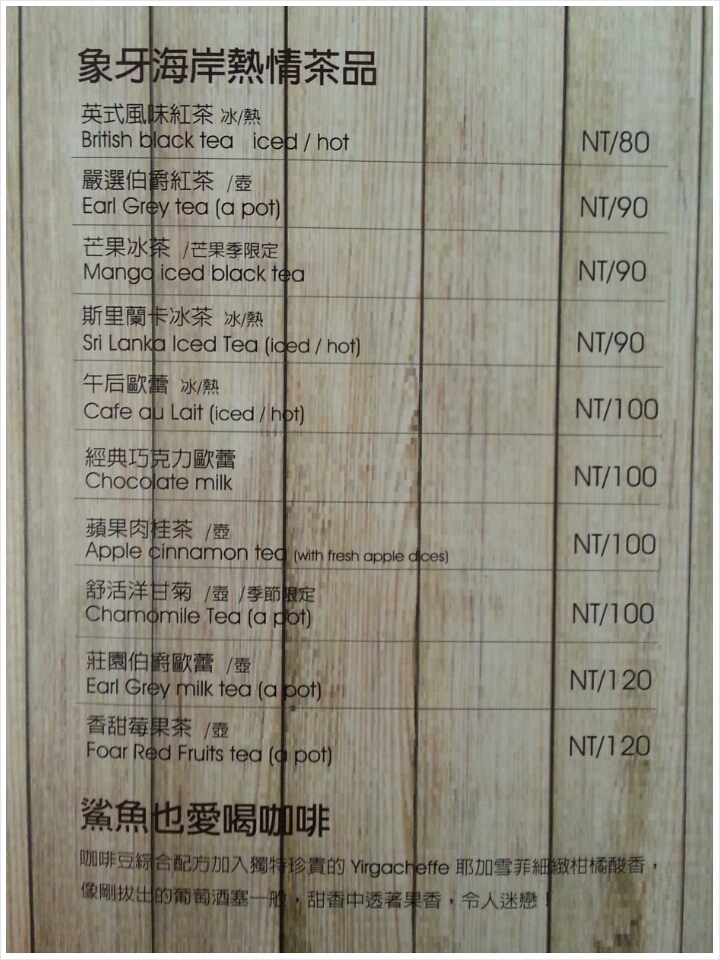 象牙海岸熱情茶品
英式風味紅茶 冰/熱
British black tea iced / hot NT/80
嚴選伯爵紅茶 /壺
Earl Grey tea (a pot) NT/90
芒果冰茶 /芒果季限定
Mango iced black tea NT/90
斯里蘭卡冰茶 冰/熱
Sri Lanka Iced Tea (iced / hot) NT/90
午后歐蕾 冰/熱
Cafe au Lait (iced / hot) NT/100
經典巧克力歐蕾
Chocolate milk NT/100
蘋果肉桂茶 /壺
Apple cinnamon tea (with fresh apple dices) NT/100
舒活洋甘菊 /壺 /季節限定
Chamomile Tea (a pot) NT/100
莊園伯爵歐蕾 /壺
Earl Grey milk tea (a pot) NT/120
香甜莓果茶 /壺
Foar Red Fruits tea (a pot) NT/120
鯊魚也愛喝咖啡
咖啡豆綜合配方加入獨特珍貴的 Yirgacheffe 耶加雪菲細緻柑橘酸香，
像剛拔出的葡萄酒塞一般，甜香中透著果香，令人迷戀！